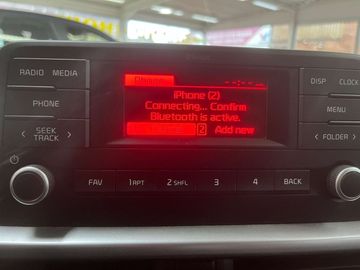 RADIO MEDIA
DISP CLOCK
iPhone (2)
Connecting... Confirm
Bluetooth is active.
2 Add new
PHONE
MENU
SEEK
TRACK
FOLDER
FAV 1 RPT 2 SHFL 3 4 BACK